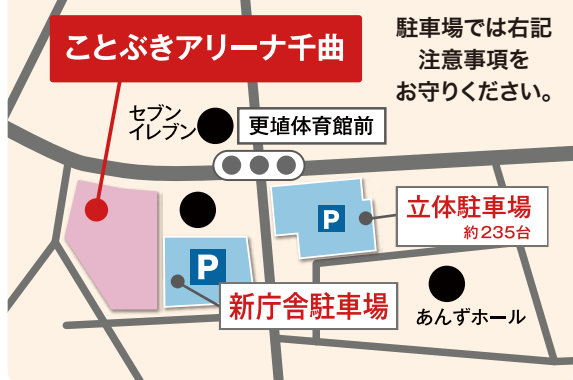 ことぶきアリーナ千曲
駐車場では右記
注意事項を
お守りください。
セブン
イレブン
更埴体育館前
P
立体駐車場
約235台
P
新庁舎駐車場
あんずホール